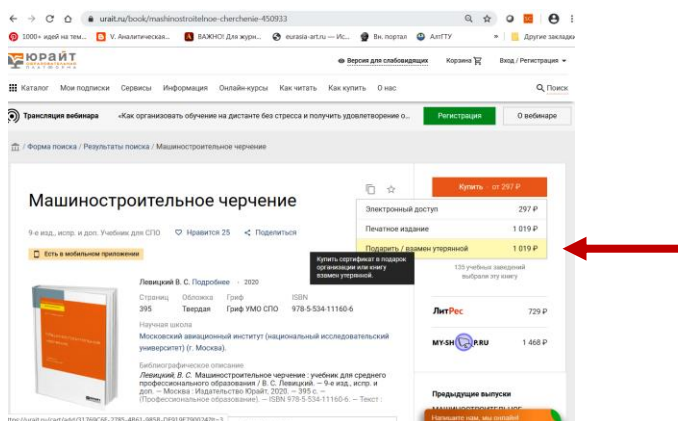 urait.ru/book/mashinostroitelnoe-cherchenie-450933
1000+ идей на тем...
V. Аналитическая...
ВАЖНО! Для журн...
eurasia-art.ru — Ис...
Вн. портал
АлтГТУ
»
Другие закладки
юрайт
Версия для слабовидящих
Корзина
Вход / Регистрация
Каталог
Мои подписки
Сервисы
Информация
Онлайн-курсы
Как читать
Как купить
О нас
Поиск
Трансляция вебинара
«Как организовать обучение на дистанте без стресса и получить удовлетворение о...
Регистрация
О вебинаре
/ Форма поиска / Результаты поиска / Машиностроительное черчение
Машиностроительное черчение
9-е изд., испр. и доп. Учебник для СПО
Нравится 25
Поделиться
Есть в мобильном приложении
Купить от 297 ₽
Электронный доступ 297 ₽
Печатное издание 1 019 ₽
Подарить / взамен утерянной 1 019 ₽
Купить сертификат в подарок
организации или книгу
взамен утерянной.
135 учебных заведений
выбрали эту книгу
Левицкий В. С. Подробнее · 2020
Страниц Обложка Гриф ISBN
395 Твердая Гриф УМО СПО 978-5-534-11160-6
Научная школа
Московский авиационный институт (национальный исследовательский
университет) (г. Москва).
Библиографическое описание
Левицкий, В. С. Машиностроительное черчение : учебник для среднего
профессионального образования / В. С. Левицкий. — 9-е изд., испр. и
доп. — Москва : Издательство Юрайт, 2020. — 395 с. —
(Профессиональное образование). — ISBN 978-5-534-11160-6. — Текст :
ЛитРес 729 ₽
MY-SHOP.RU 1 468 ₽
Предыдущие выпуски
Напишите нам, мы онлайн!